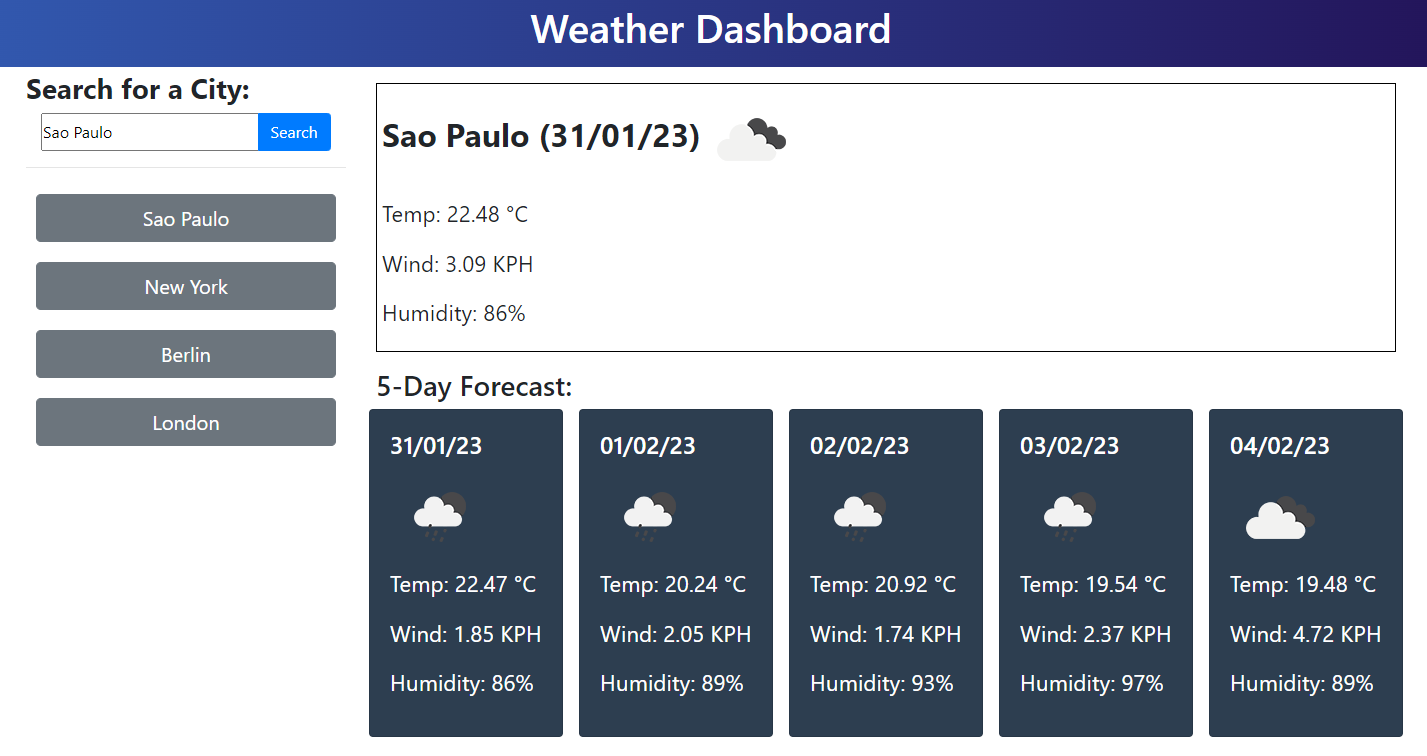 Weather Dashboard
Search for a City:
Sao Paulo
Search
Sao Paulo
New York
Berlin
London
Sao Paulo (31/01/23)
Temp: 22.48 °C
Wind: 3.09 KPH
Humidity: 86%
5-Day Forecast:
31/01/23
Temp: 22.47 °C
Wind: 1.85 KPH
Humidity: 86%
01/02/23
Temp: 20.24 °C
Wind: 2.05 KPH
Humidity: 89%
02/02/23
Temp: 20.92 °C
Wind: 1.74 KPH
Humidity: 93%
03/02/23
Temp: 19.54 °C
Wind: 2.37 KPH
Humidity: 97%
04/02/23
Temp: 19.48 °C
Wind: 4.72 KPH
Humidity: 89%